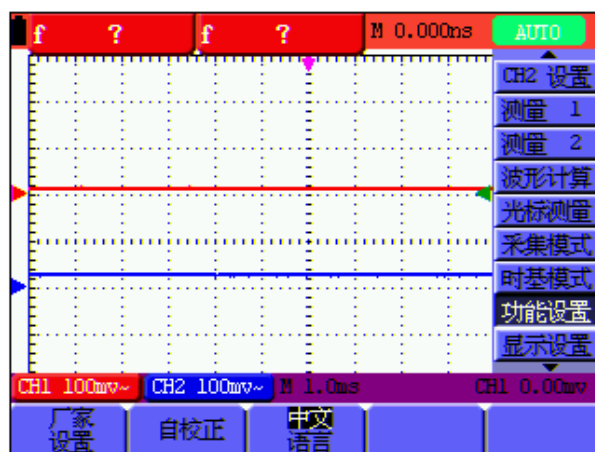 f ? f ? M 0.000ns AUTO
CH2 设置
测量 1
测量 2
波形计算
光标测量
采集模式
时基模式
功能设置
显示设置
CH1 100mv~ CH2 100mv~ M 1.0ms CH1 0.00mv
厂家 设置
自校正
中文 语言